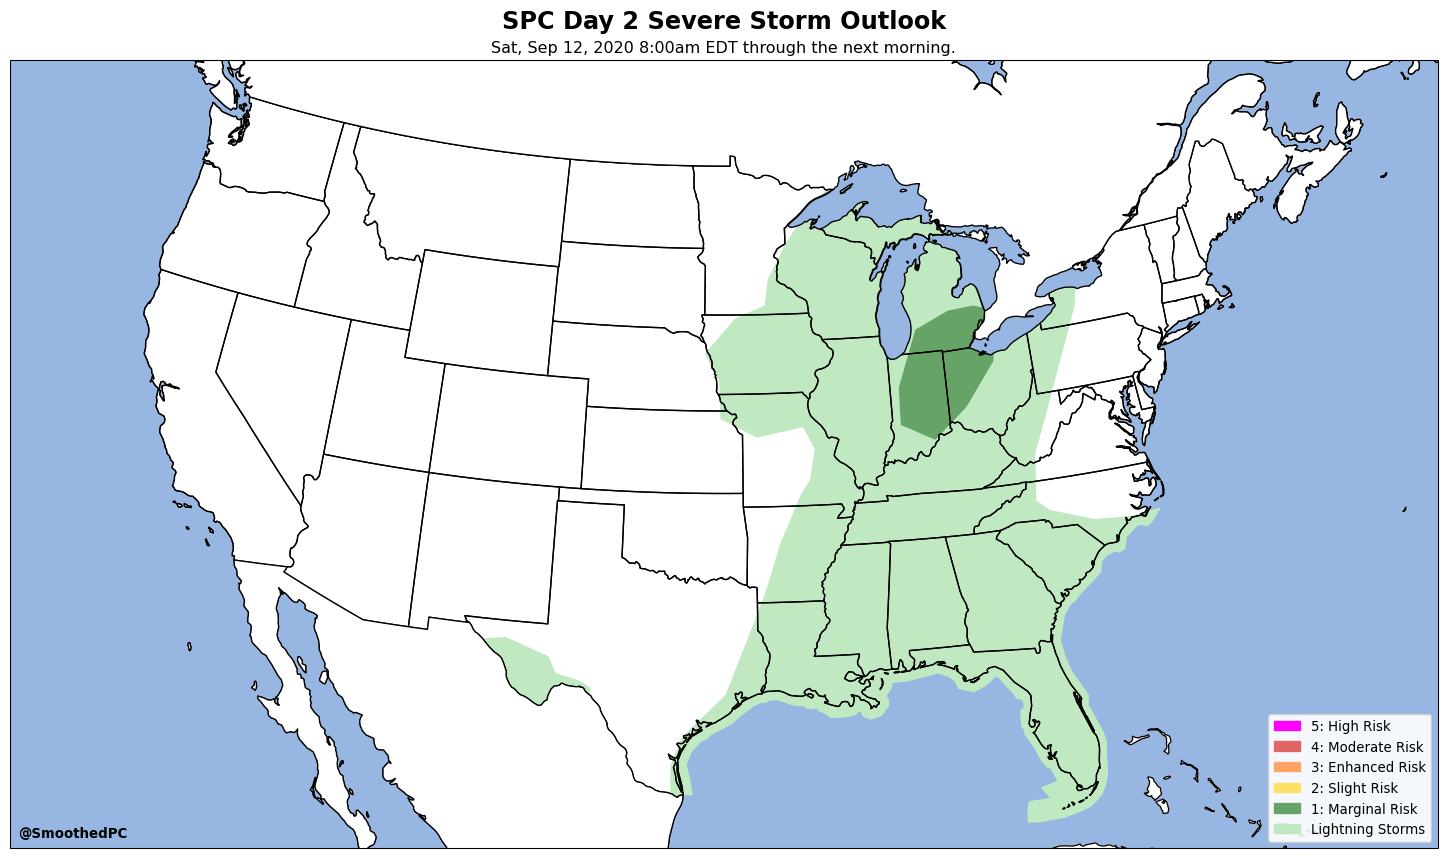 SPC Day 2 Severe Storm Outlook
Sat, Sep 12, 2020 8:00am EDT through the next morning.
5: High Risk
4: Moderate Risk
3: Enhanced Risk
2: Slight Risk
1: Marginal Risk
Lightning Storms
@SmoothedPC